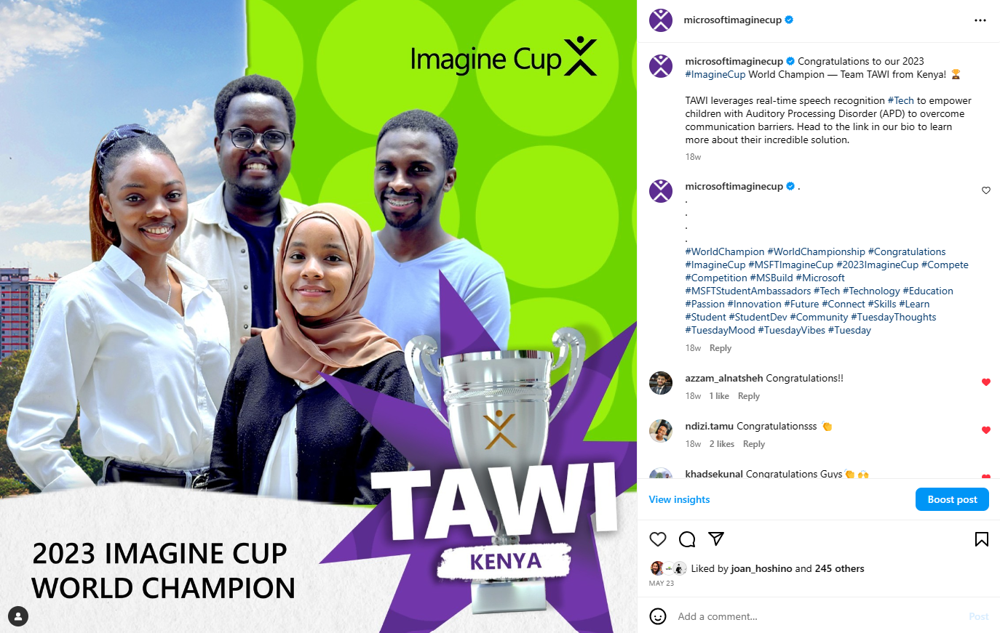 Imagine Cup
TAWI
KENYA
2023 IMAGINE CUP
WORLD CHAMPION
microsoftimaginecup
microsoftimaginecup Congratulations to our 2023
#ImagineCup World Champion — Team TAWI from Kenya! 🏆
TAWI leverages real-time speech recognition #Tech to empower
children with Auditory Processing Disorder (APD) to overcome
communication barriers. Head to the link in our bio to learn
more about their incredible solution.
18w
microsoftimaginecup .
.
.
.
.
#WorldChampion #WorldChampionship #Congratulations
#ImagineCup #MSFTImagineCup #2023ImagineCup #Compete
#Competition #MSBuild #Microsoft
#MSFTStudentAmbassadors #Tech #Technology #Education
#Passion #Innovation #Future #Connect #Skills #Learn
#Student #StudentDev #Community #TuesdayThoughts
#TuesdayMood #TuesdayVibes #Tuesday
18w Reply
azzam_alnatsheh Congratulations!!
18w 1 like Reply
ndizi.tamu Congratulationsss 👏
18w 2 likes Reply
khadsekunal Congratulations Guys👏🙌
View insights
Boost post
Liked by joan_hoshino and 245 others
MAY 23
Add a comment...
Post